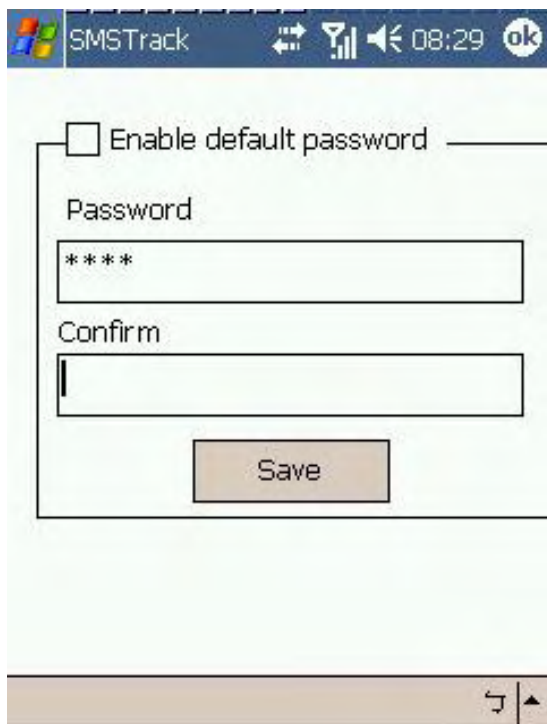 SMSTrack 08:29 ok
Enable default password
Password
****
Confirm
Save
ㄅ